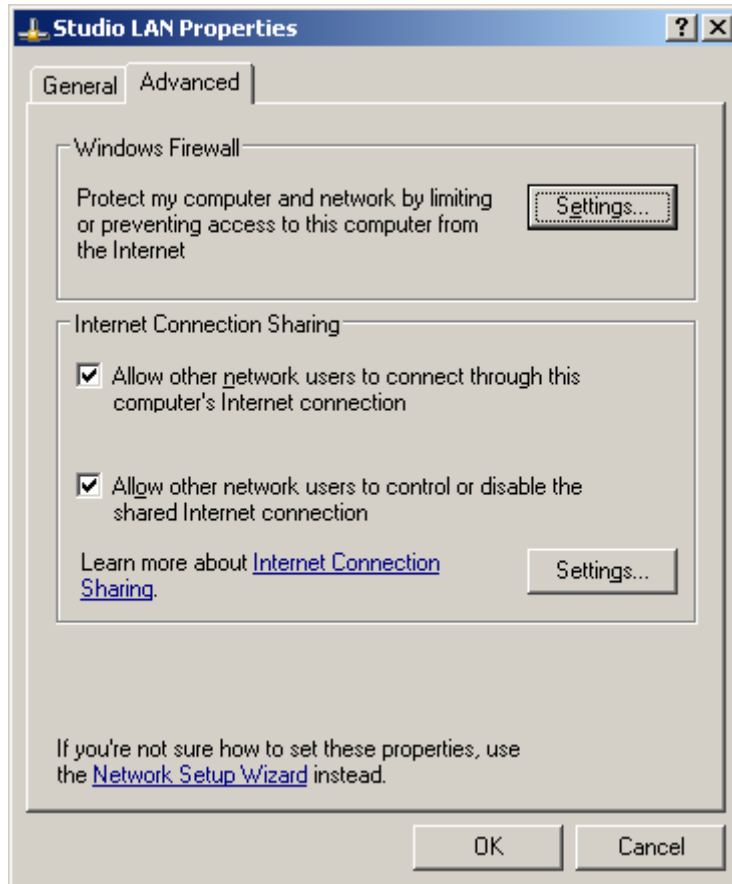 Studio LAN Properties
General
Advanced
Windows Firewall
Protect my computer and network by limiting
or preventing access to this computer from
the Internet
Settings...
Internet Connection Sharing
Allow other network users to connect through this
computer's Internet connection
Allow other network users to control or disable the
shared Internet connection
Learn more about Internet Connection
Sharing.
Settings...
If you're not sure how to set these properties, use
the Network Setup Wizard instead.
OK
Cancel